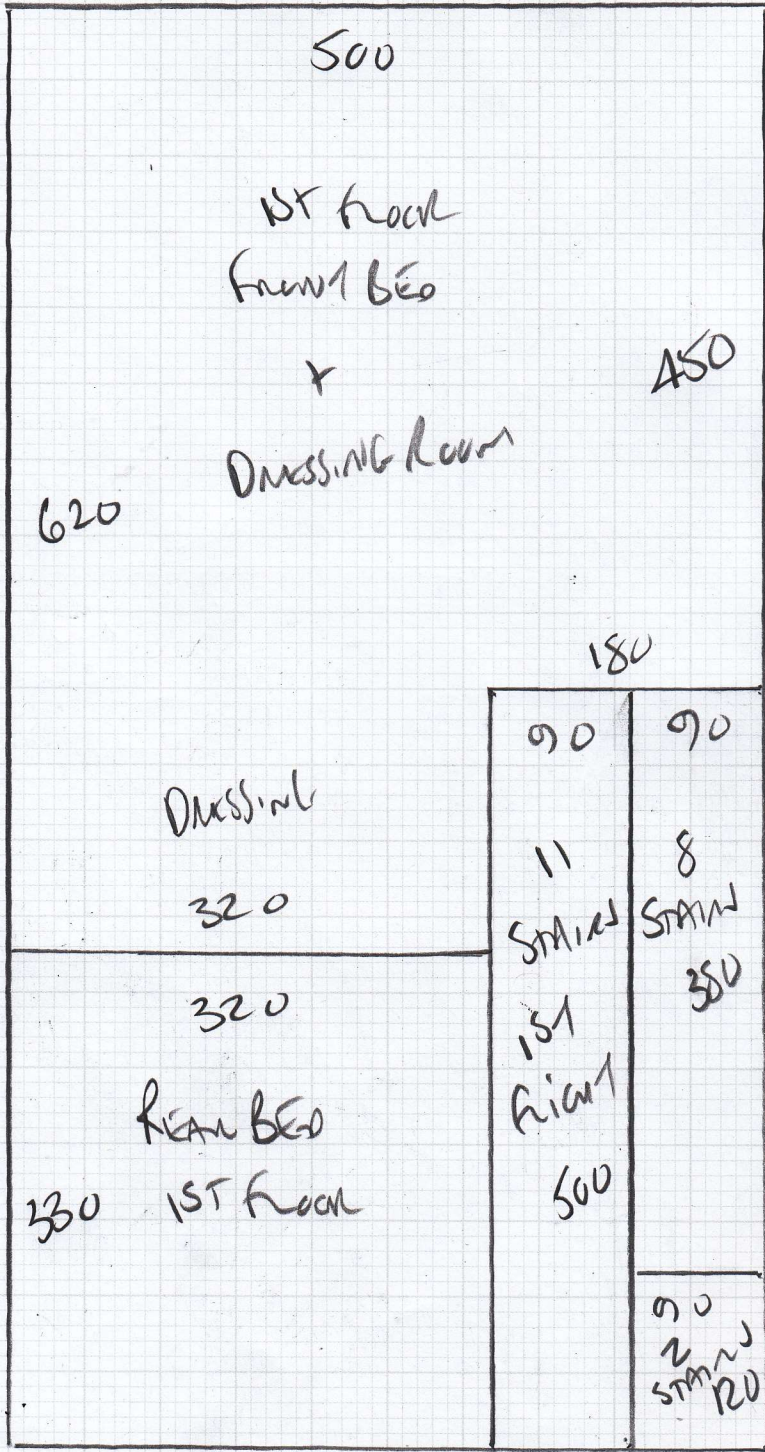 500
1ST FLOOR
FRONT BED
+
DRESSING ROOM
450
620
180
90
90
DRESSING
320
11
STAIRS
1ST
FLIGHT
500
8
STAIRS
380
320
REAR BED
1ST FLOOR
330
90
2
STAIRS
120